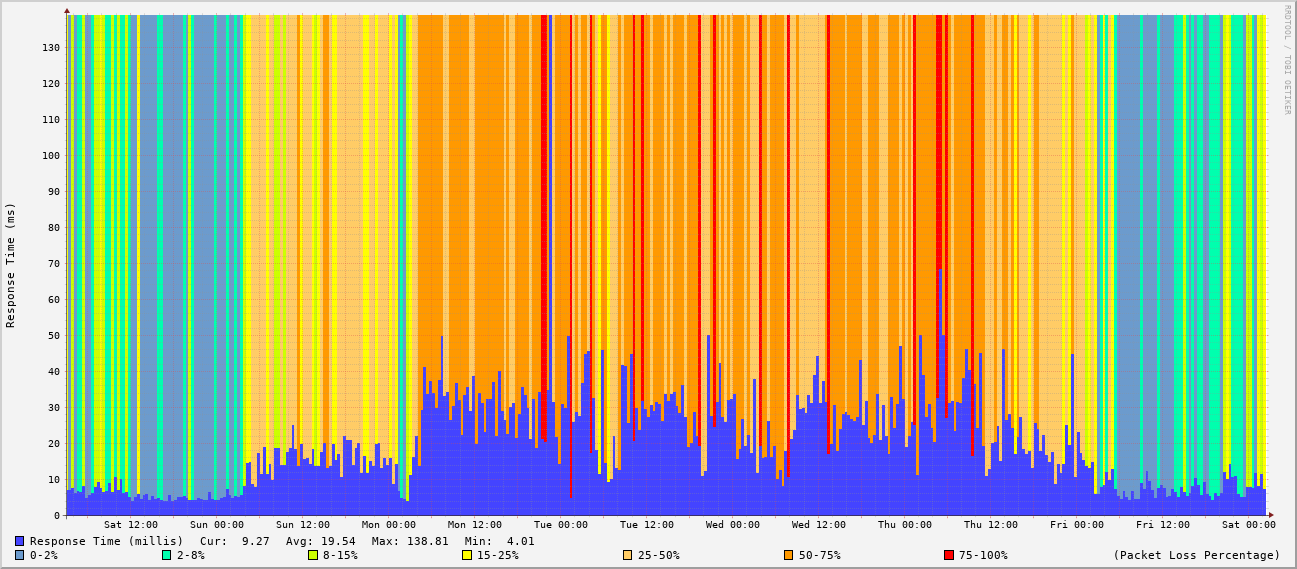 RRDTOOL / TOBI OETIKER
Response Time (ms)
130
120
110
100
90
80
70
60
50
40
30
20
10
0
Sat 12:00 Sun 00:00 Sun 12:00 Mon 00:00 Mon 12:00 Tue 00:00 Tue 12:00 Wed 00:00 Wed 12:00 Thu 00:00 Thu 12:00 Fri 00:00 Fri 12:00 Sat 00:00
Response Time (millis) Cur: 9.27 Avg: 19.54 Max: 138.81 Min: 4.01
0-2% 2-8% 8-15% 15-25% 25-50% 50-75% 75-100% (Packet Loss Percentage)